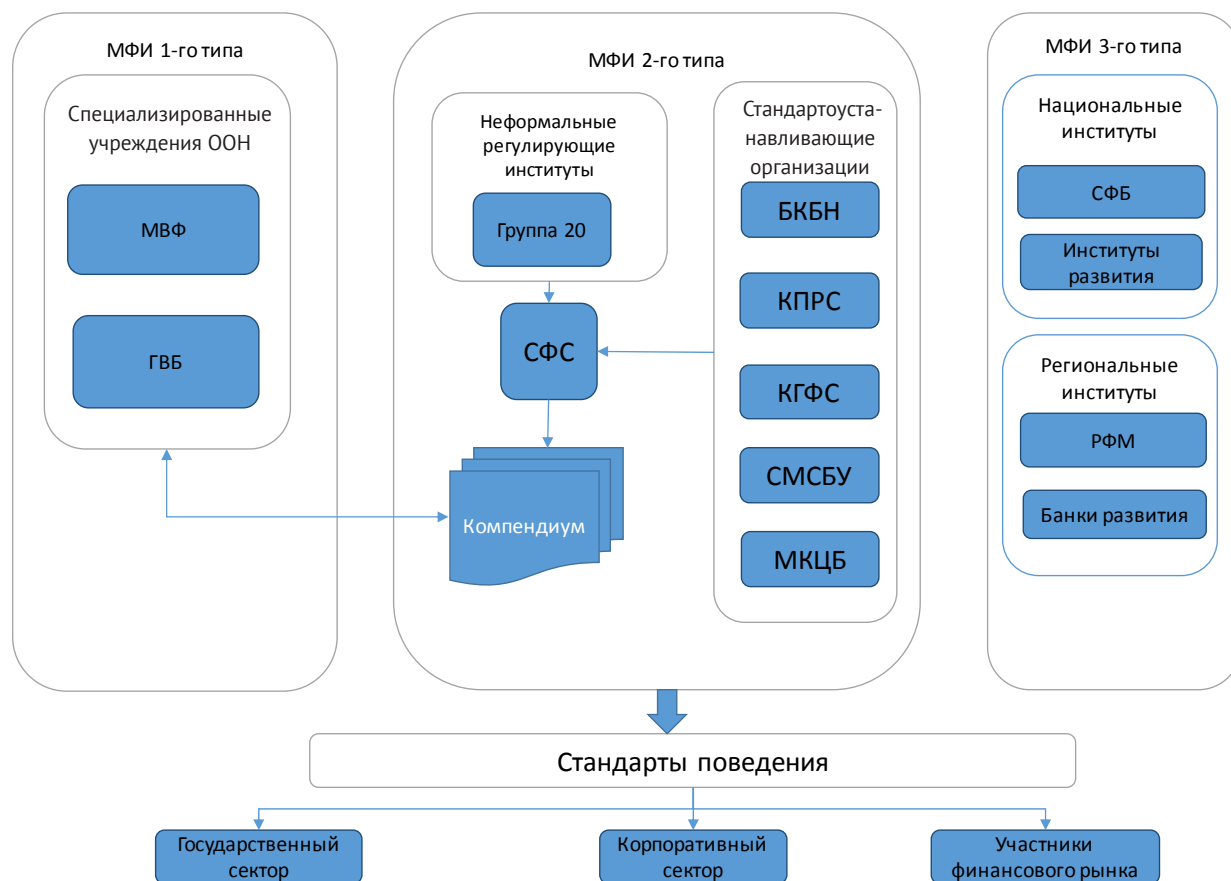 МФИ 1-го типа
Специализированные
учреждения ООН
МВФ
ГВБ
МФИ 2-го типа
Неформальные
регулирующие
институты
Группа 20
СФС
Компендиум
Стандартоуста-
навливающие
организации
БКБН
КПРС
КГФС
СМСБУ
МКЦБ
МФИ 3-го типа
Национальные
институты
СФБ
Институты
развития
Региональные
институты
РФМ
Банки развития
Стандарты поведения
Государственный
сектор
Корпоративный
сектор
Участники
финансового рынка